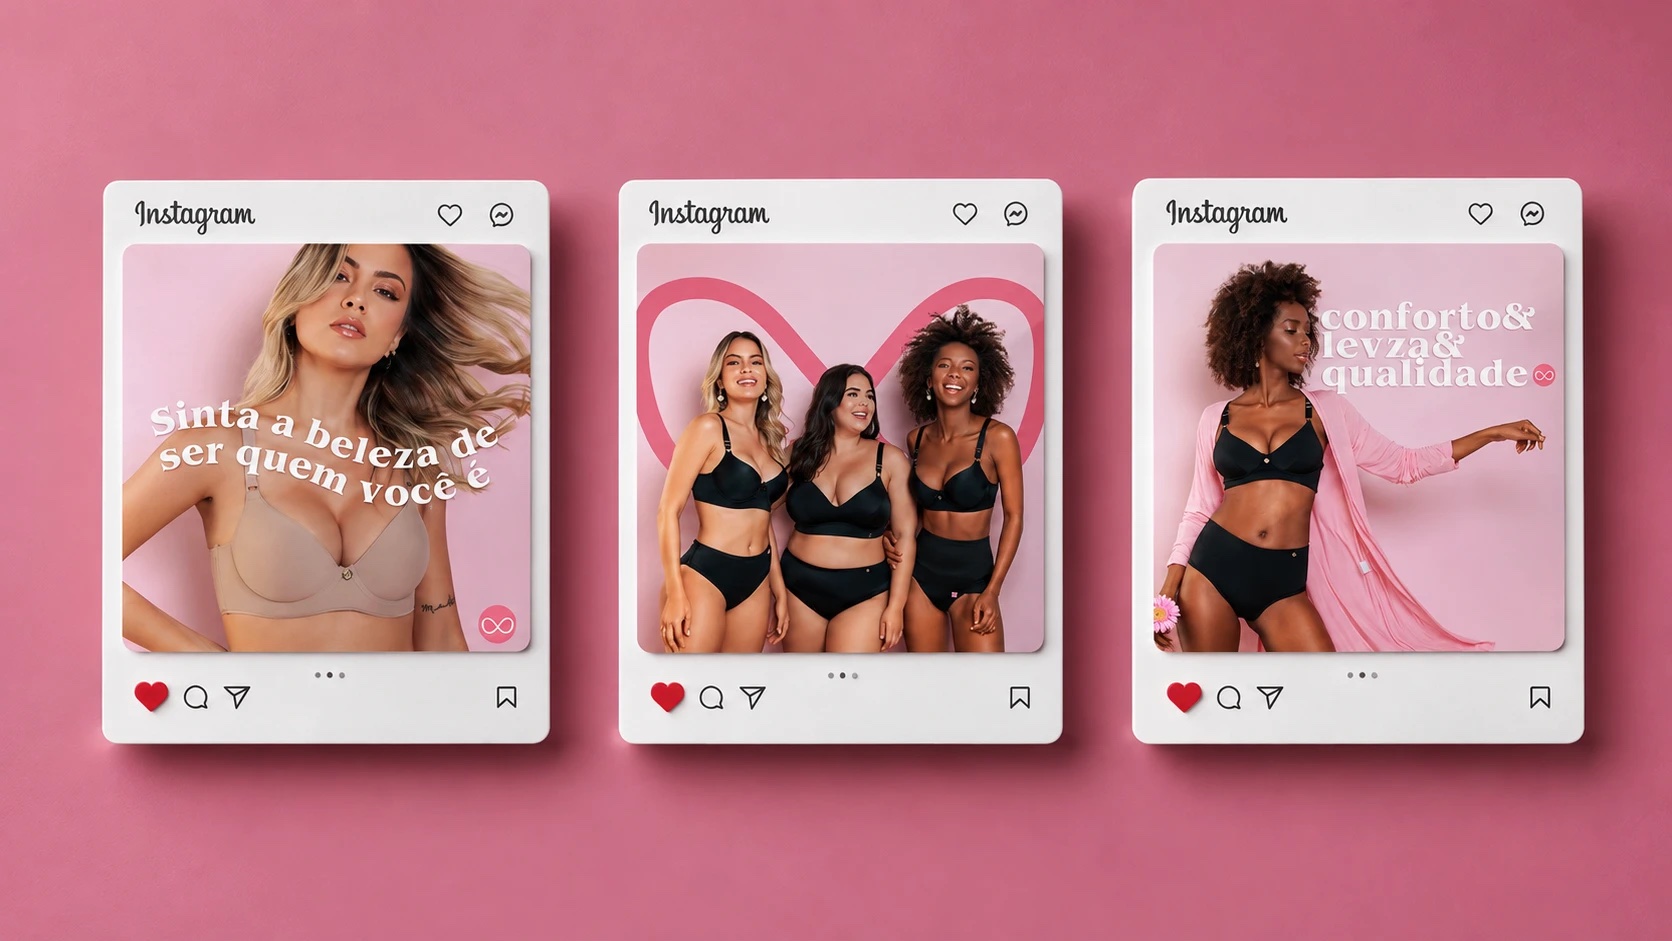 Instagram
Sinta a beleza de
ser quem você é
Instagram
Instagram
conforto&
levza&
qualidade